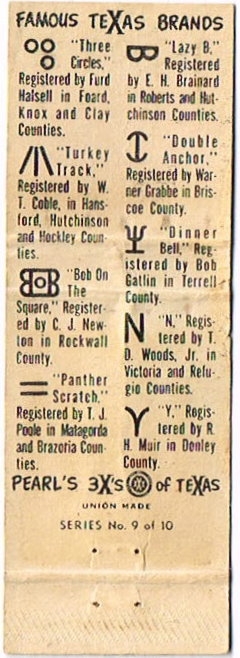 FAMOUS TEXAS BRANDS
"Three
Circles,"
Registered by Furd
Halsell in Foard,
Knox and Clay
Counties.
"Turkey
Track,"
Registered by W.
T. Coble, in Hans-
ford, Hutchinson
and Hockley Coun-
ties.
BOB
"Bob On
The
Square," Register-
ed by C. J. New-
ton in Rockwall
County.
"Panther
Scratch,"
Registered by T. J.
Poole in Matagorda
and Brazoria Coun-
ties.
"Lazy B,"
Registered
by E. H. Brainard
in Roberts and Hut-
chinson Counties.
"Double
Anchor,"
Registered by War-
ner Grabbe in Bris-
coe County.
"Dinner
Bell," Reg-
istered by Bob
Gatlin in Terrell
County.
N
"N," Regis-
tered by T.
D. Woods, Jr. in
Victoria and Refu-
gio Counties.
Y
"Y," Regis-
tered by R.
H. Muir in Donley
County.
PEARL'S 3X's XXX of TEXAS
UNION MADE
SERIES No. 9 of 10